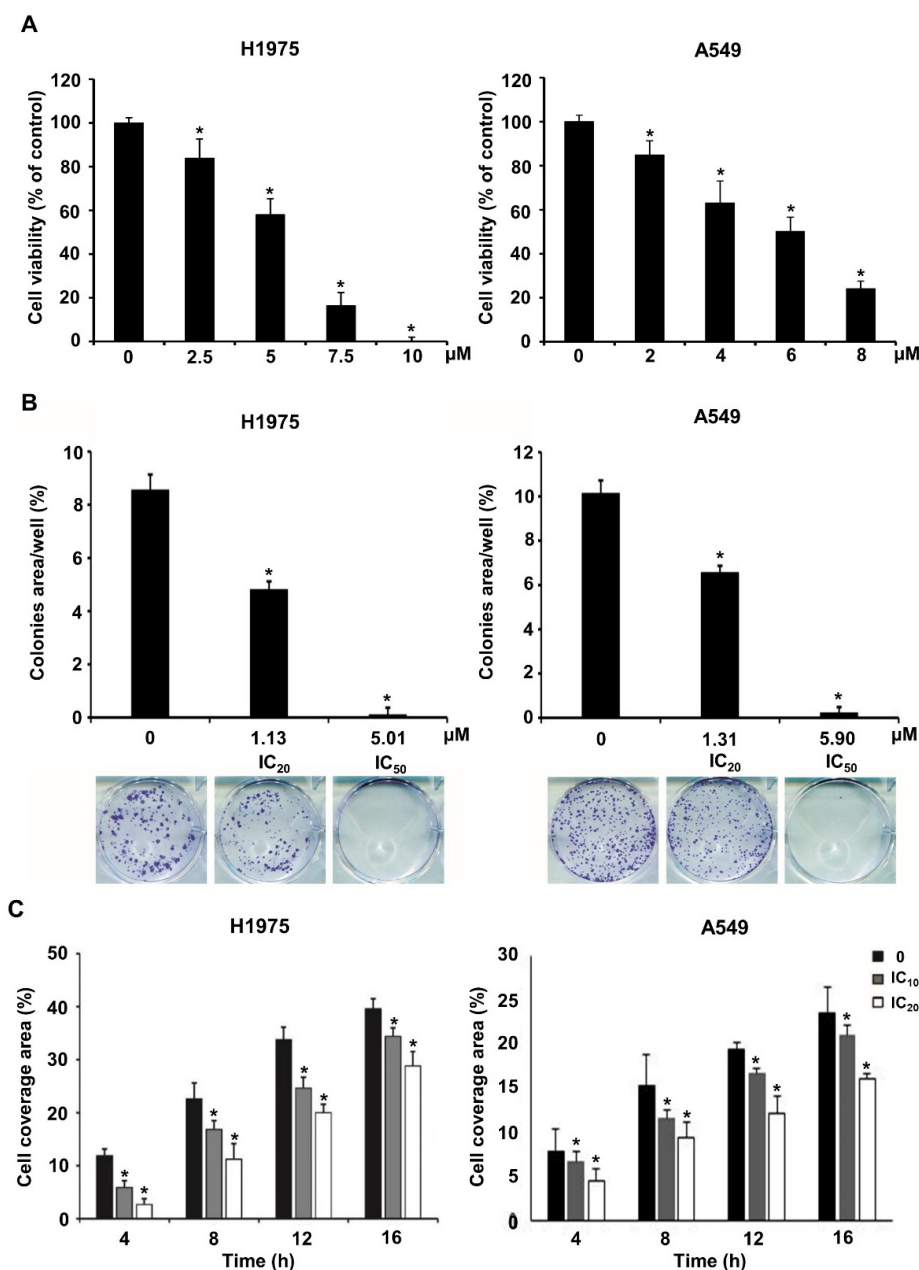 A
H1975
A549
Cell viability (% of control)
120
100
80
60
40
20
0
*
*
*
*
0 2.5 5 7.5 10 µM
Cell viability (% of control)
120
100
80
60
40
20
0
*
*
*
*
0 2 4 6 8 µM
B
H1975
A549
Colonies area/well (%)
10
8
6
4
2
0
*
*
0 1.13 5.01 µM
IC20 IC50
Colonies area/well (%)
12
10
8
6
4
2
0
*
*
0 1.31 5.90 µM
IC20 IC50
C
H1975
A549
Cell coverage area (%)
50
40
30
20
10
0
* *
* *
* *
* *
4 8 12 16
Time (h)
Cell coverage area (%)
30
25
20
15
10
5
0
* *
* *
* *
* *
4 8 12 16
Time (h)
0
IC10
IC20